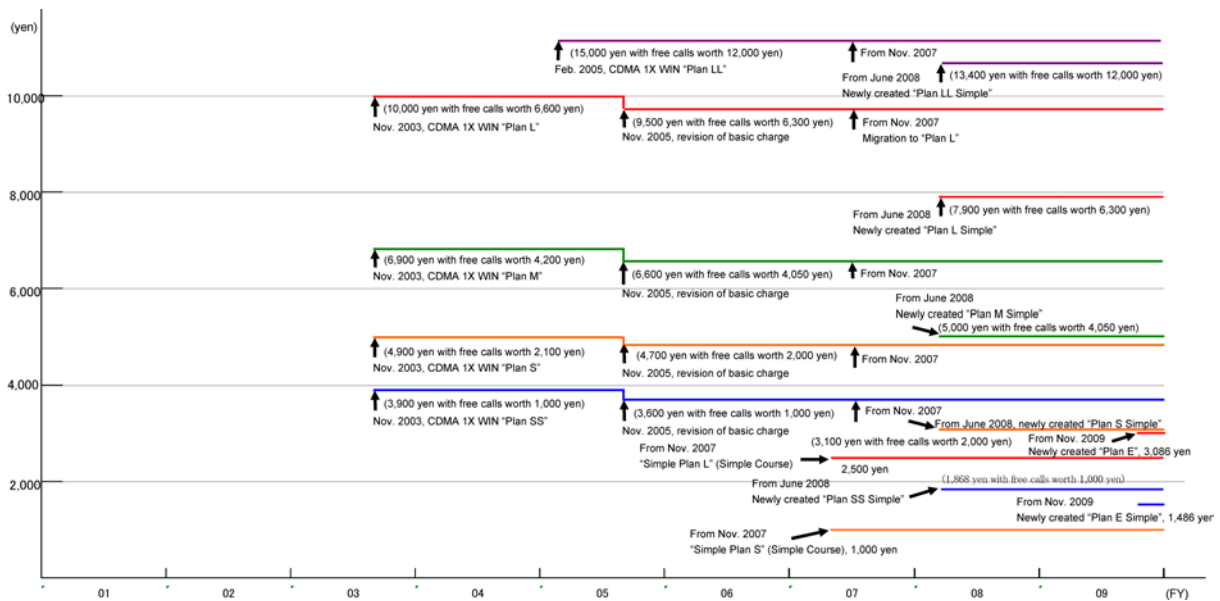 (yen)
(15,000 yen with free calls worth 12,000 yen)
Feb. 2005, CDMA 1X WIN “Plan LL”
From Nov. 2007
From June 2008
Newly created “Plan LL Simple”
(13,400 yen with free calls worth 12,000 yen)
10,000
(10,000 yen with free calls worth 6,600 yen)
Nov. 2003, CDMA 1X WIN “Plan L”
(9,500 yen with free calls worth 6,300 yen)
Nov. 2005, revision of basic charge
From Nov. 2007
Migration to “Plan L”
8,000
From June 2008
Newly created “Plan L Simple”
(7,900 yen with free calls worth 6,300 yen)
(6,900 yen with free calls worth 4,200 yen)
Nov. 2003, CDMA 1X WIN “Plan M”
(6,600 yen with free calls worth 4,050 yen)
Nov. 2005, revision of basic charge
From Nov. 2007
6,000
From June 2008
Newly created “Plan M Simple”
(5,000 yen with free calls worth 4,050 yen)
(4,900 yen with free calls worth 2,100 yen)
Nov. 2003, CDMA 1X WIN “Plan S”
(4,700 yen with free calls worth 2,000 yen)
Nov. 2005, revision of basic charge
From Nov. 2007
4,000
(3,900 yen with free calls worth 1,000 yen)
Nov. 2003, CDMA 1X WIN “Plan SS”
(3,600 yen with free calls worth 1,000 yen)
Nov. 2005, revision of basic charge
From Nov. 2007
From June 2008, newly created “Plan S Simple”
(3,100 yen with free calls worth 2,000 yen)
From Nov. 2009
Newly created “Plan E”, 3,086 yen
From Nov. 2007
“Simple Plan L” (Simple Course)
2,500 yen
2,000
From June 2008
Newly created “Plan SS Simple”
(1,868 yen with free calls worth 1,000 yen)
From Nov. 2009
Newly created “Plan E Simple”, 1,486 yen
From Nov. 2007
“Simple Plan S” (Simple Course), 1,000 yen
01 02 03 04 05 06 07 08 09 (FY)